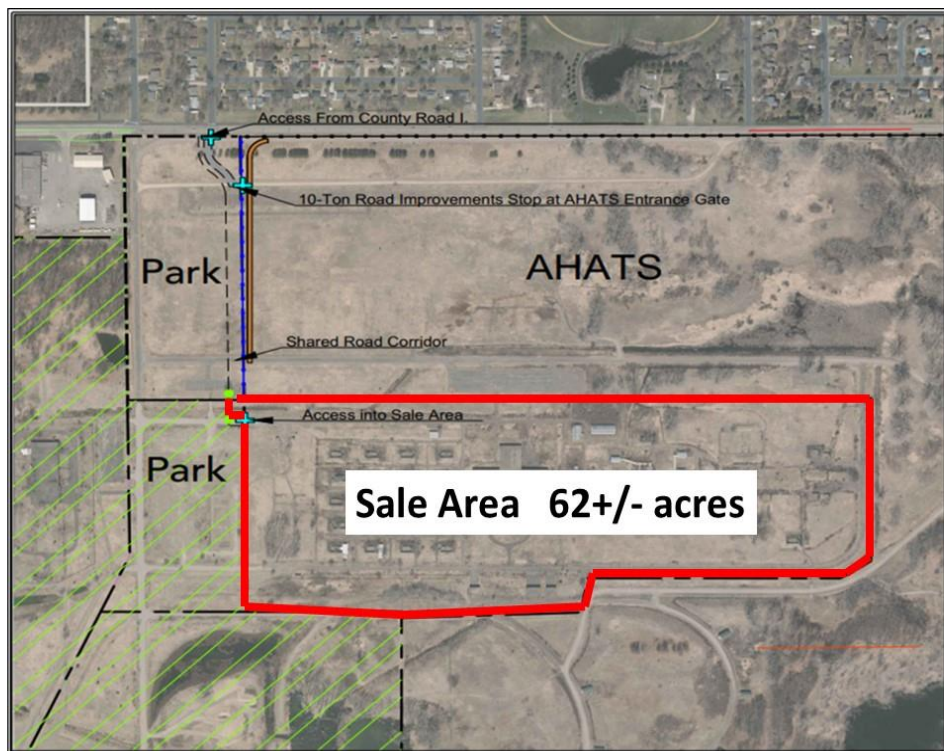 Access From County Road I.
10-Ton Road Improvements Stop at AHATS Entrance Gate
Park
AHATS
Shared Road Corridor
Access into Sale Area
Park
Sale Area 62+/- acres